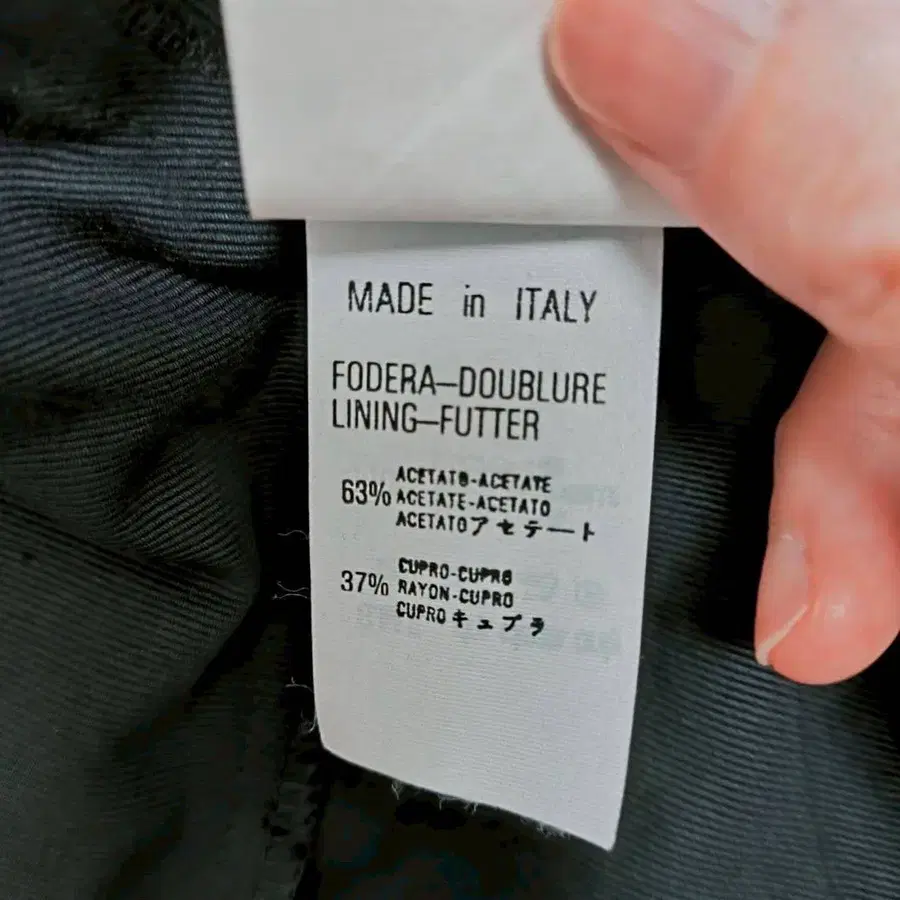 MADE in ITALY
FODERA—DOUBLURE
LINING—FUTTER
63% ACETATO-ACETATE
ACETATE-ACETATO
ACETATOアセテート
37% CUPRO-CUPRO
RAYON-CUPRO
CUPROキュプラ